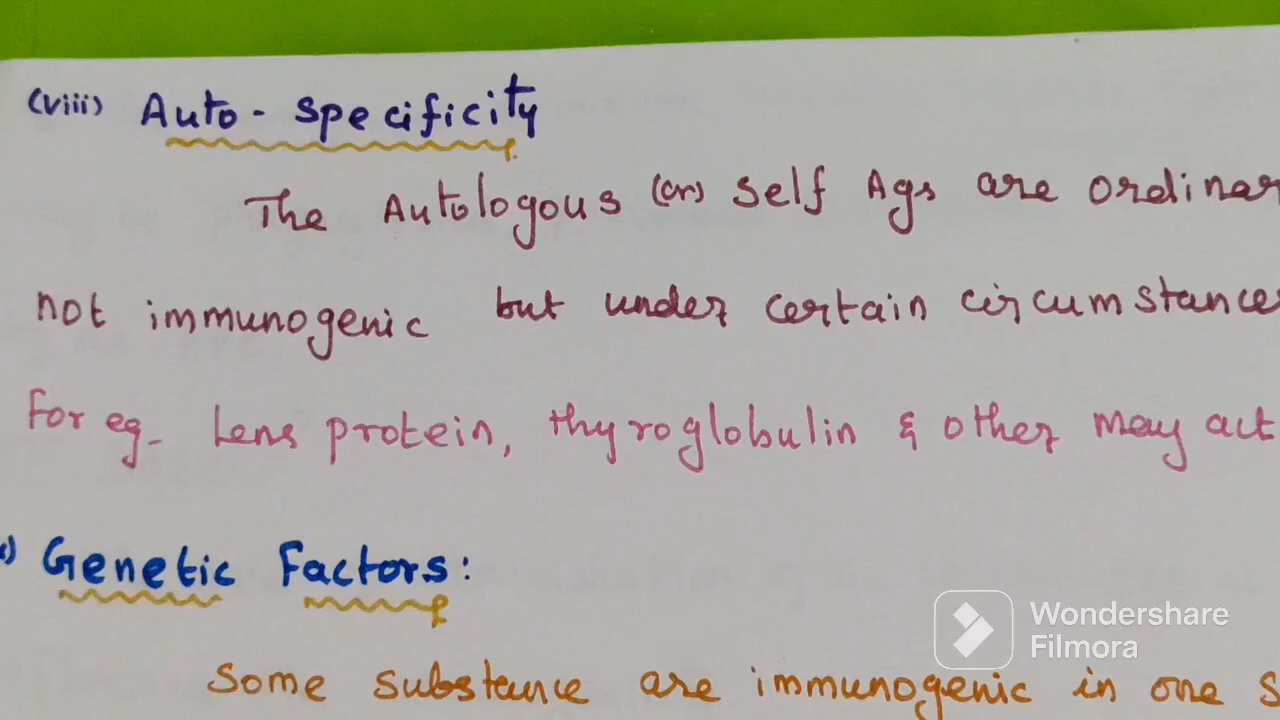 (viii) Auto-specificity
The Autologous (or) self Ags are ordinar
not immunogenic but under certain circumstance
For eg- Lens protein, thyroglobulin & other may act
Genetic Factors:
Some substance are immunogenic in one s
Wondershare
Filmora